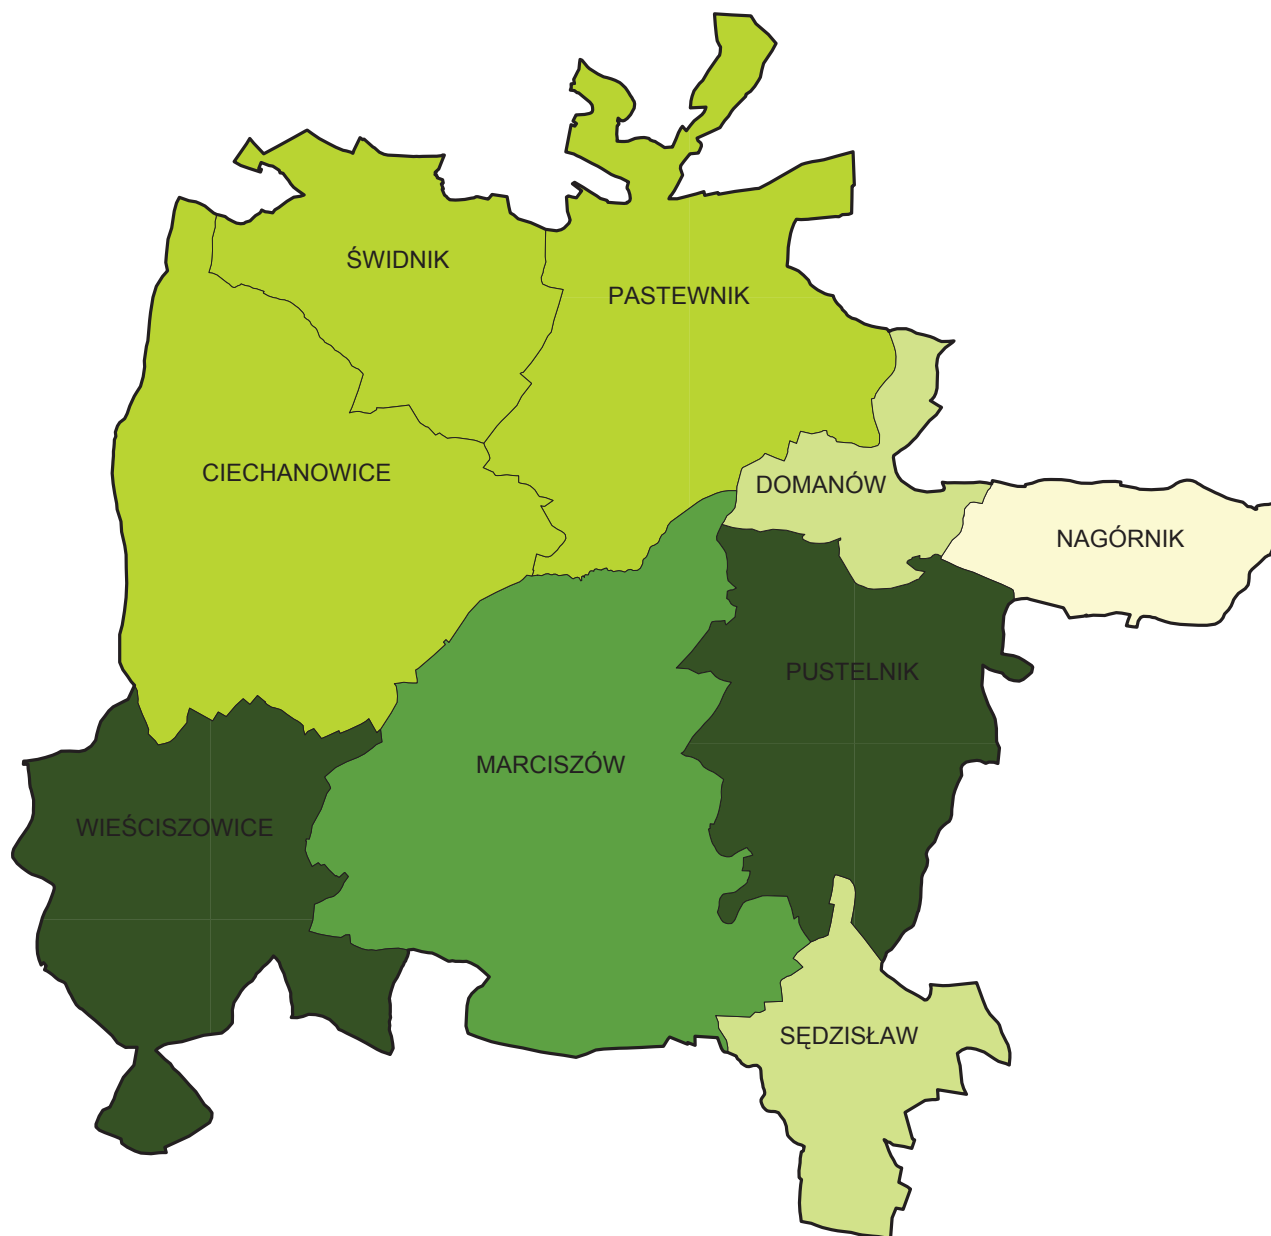 ŚWIDNIK
PASTEWNIK
CIECHANOWICE
DOMANÓW
NAGÓRNIK
PUSTELNIK
MARCISZÓW
WIEŚCISZOWICE
SĘDZISŁAW